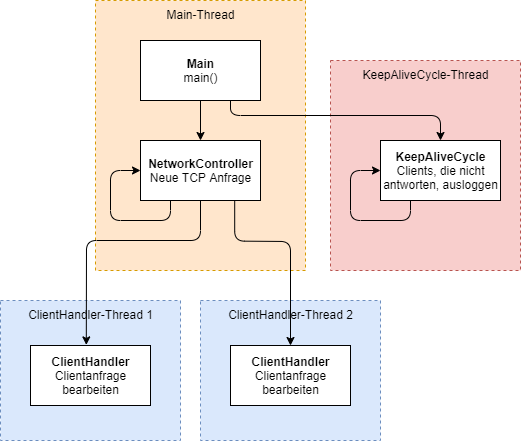 Main-Thread
Main
main()
KeepAliveCycle-Thread
NetworkController
Neue TCP Anfrage
KeepAliveCycle
Clients, die nicht
antworten, ausloggen
ClientHandler-Thread 1
ClientHandler
Clientanfrage
bearbeiten
ClientHandler-Thread 2
ClientHandler
Clientanfrage
bearbeiten